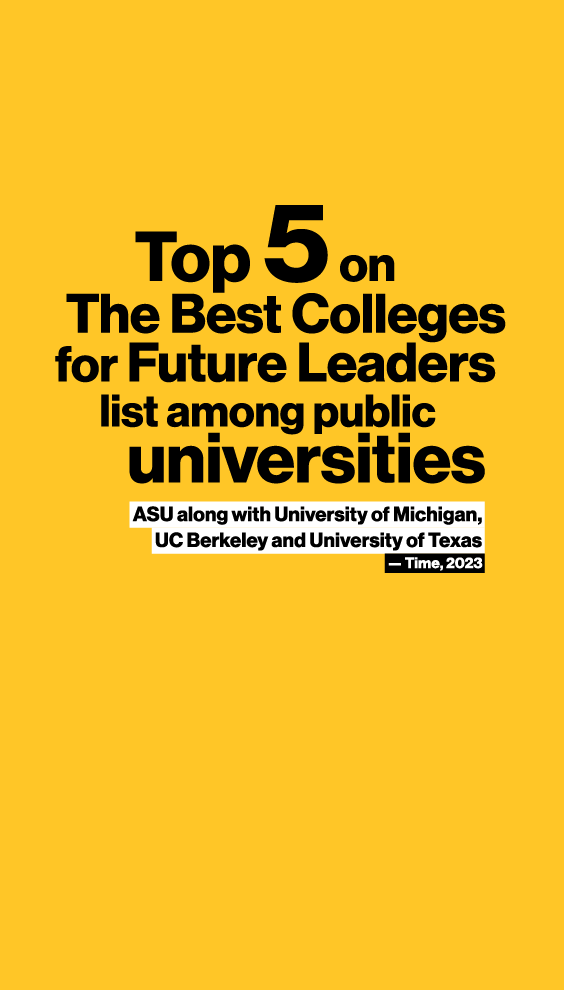 Top 5 on
The Best Colleges
for Future Leaders
list among public
universities
ASU along with University of Michigan,
UC Berkeley and University of Texas
— Time, 2023